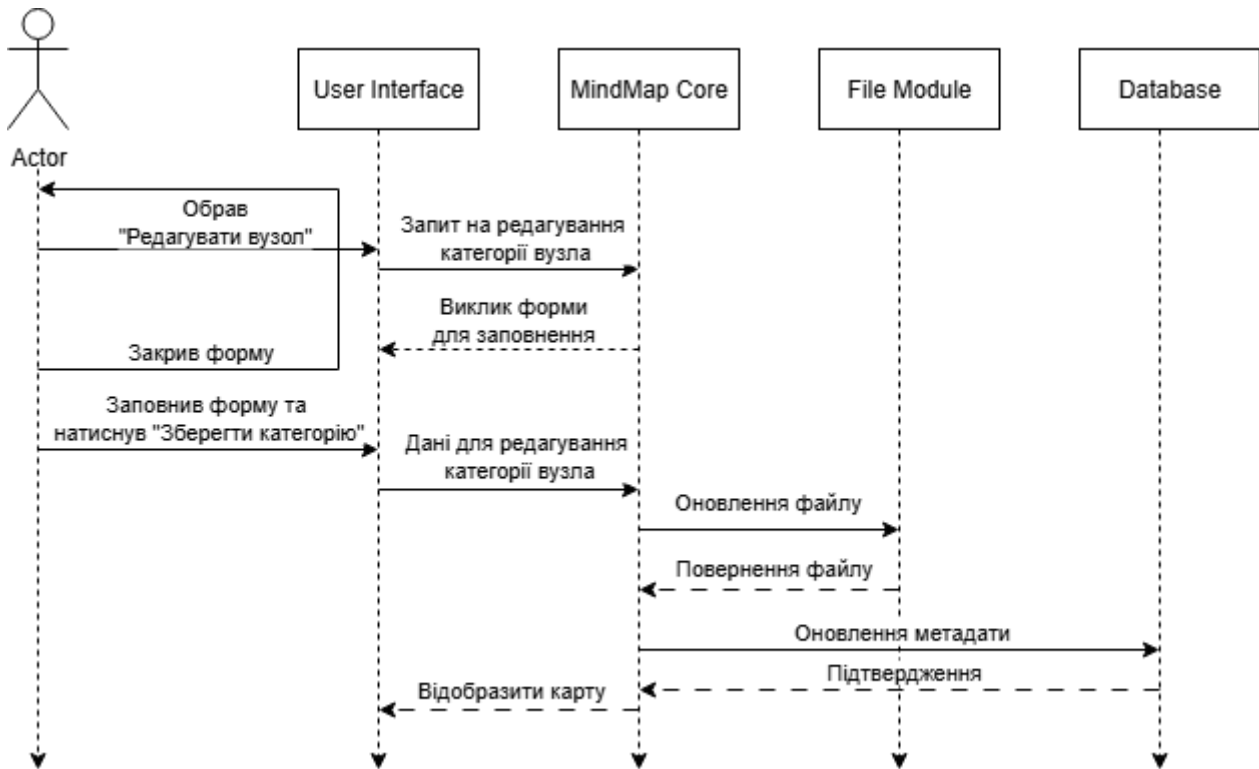 User Interface
MindMap Core
File Module
Database
Actor
Обрав
"Редагувати вузол"
Запит на редагування
категорії вузла
Виклик форми
для заповнення
Закрив форму
Заповнив форму та
натиснув "Зберегти категорію"
Дані для редагування
категорії вузла
Оновлення файлу
Повернення файлу
Оновлення метадати
Підтвердження
Відобразити карту